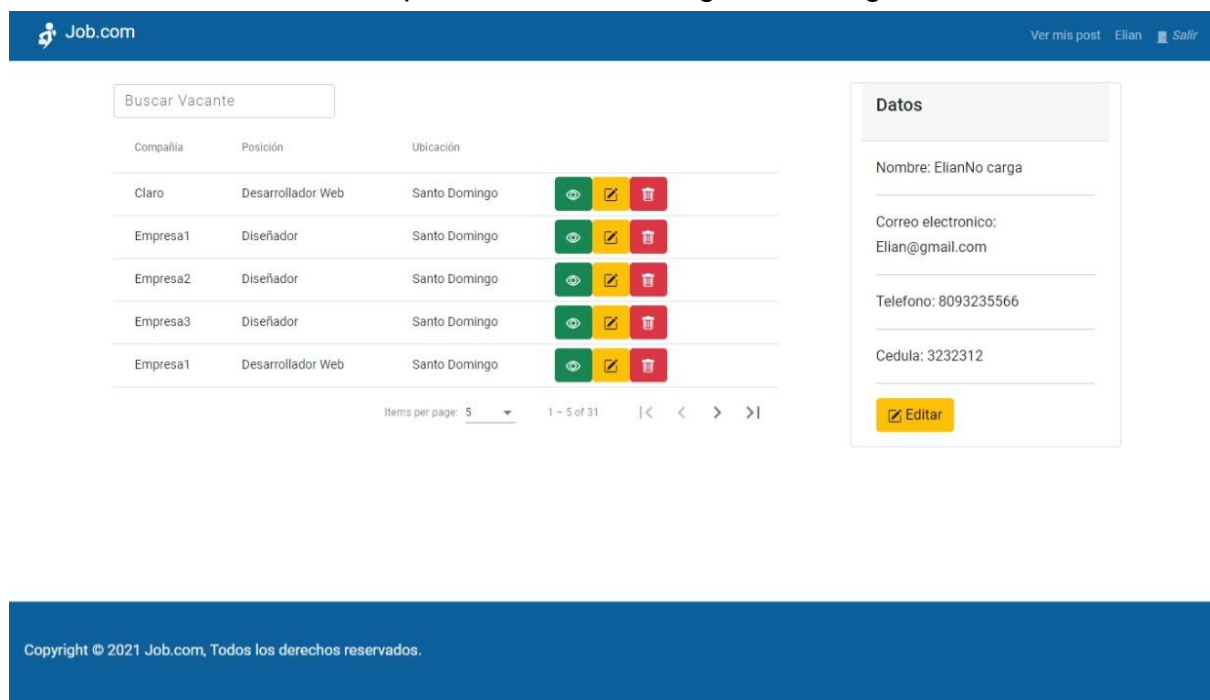 Job.com
Ver mis post Elian Salir
Buscar Vacante
Compañia Posición Ubicación
Claro Desarrollador Web Santo Domingo
Empresa1 Diseñador Santo Domingo
Empresa2 Diseñador Santo Domingo
Empresa3 Diseñador Santo Domingo
Empresa1 Desarrollador Web Santo Domingo
Items per page: 5 1 – 5 of 31
Datos
Nombre: ElianNo carga
Correo electronico:
Elian@gmail.com
Telefono: 8093235566
Cedula: 3232312
Editar
Copyright © 2021 Job.com, Todos los derechos reservados.